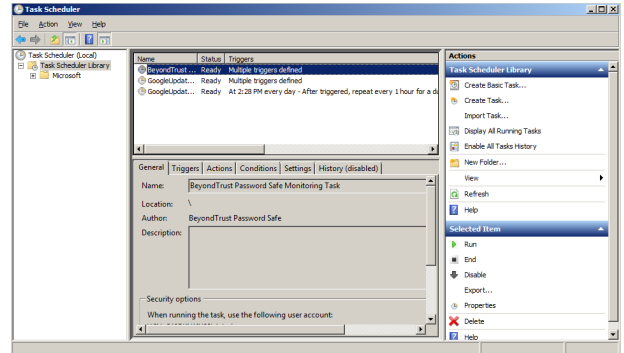 Task Scheduler
File Action View Help
Task Scheduler (Local)
Task Scheduler Library
Microsoft
Name Status Triggers
BeyondTrust ... Ready Multiple triggers defined
GoogleUpdat... Ready Multiple triggers defined
GoogleUpdat... Ready At 2:28 PM every day - After triggered, repeat every 1 hour for a du
General Triggers Actions Conditions Settings History (disabled)
Name: BeyondTrust Password Safe Monitoring Task
Location: \
Author: BeyondTrust Password Safe
Description:
Security options
When running the task, use the following user account:
Actions
Task Scheduler Library
Create Basic Task...
Create Task...
Import Task...
Display All Running Tasks
Enable All Tasks History
New Folder...
View
Refresh
Help
Selected Item
Run
End
Disable
Export...
Properties
Delete
Help